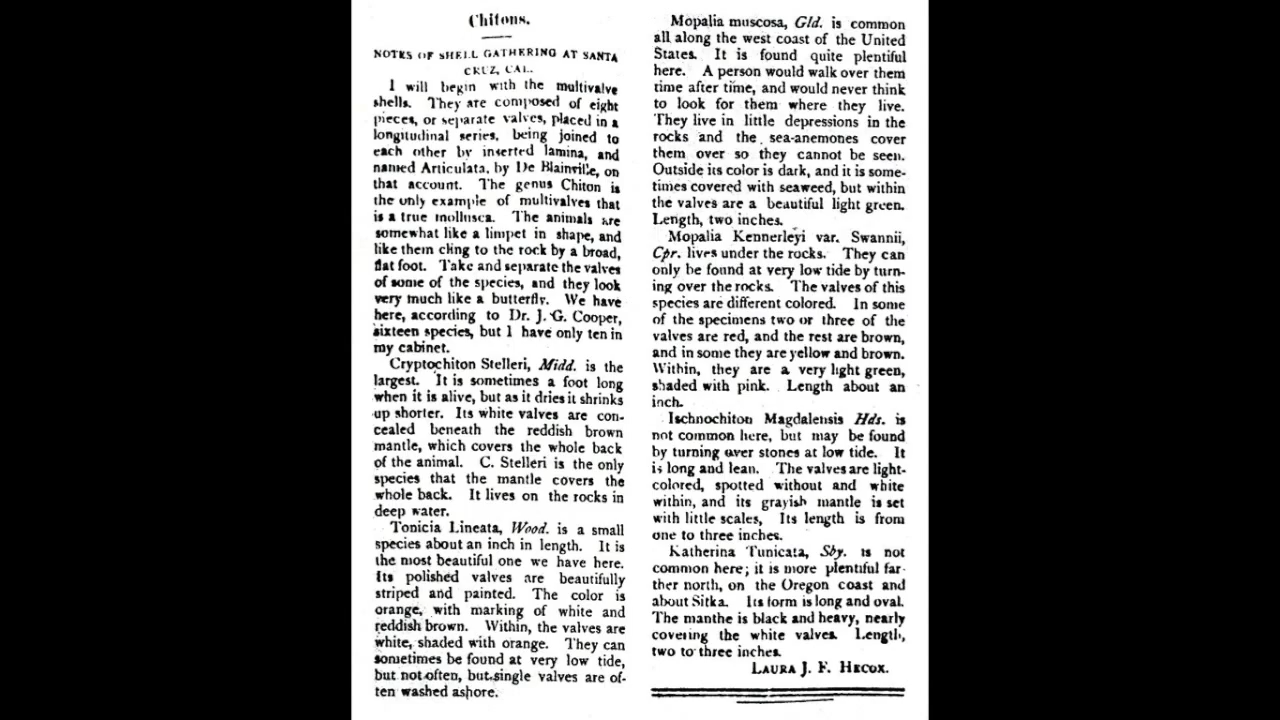 Chitons.
NOTES OF SHELL GATHERING AT SANTA
CRUZ, CAL.
I will begin with the multivalve
shells. They are composed of eight
pieces, or separate valves, placed in a
longitudinal series, being joined to
each other by inserted lamina, and
named Articulata, by De Blainville, on
that account. The genus Chiton is
the only example of multivalves that
is a true mollusca. The animals are
somewhat like a limpet in shape, and
like them cling to the rock by a broad,
flat foot. Take and separate the valves
of some of the species, and they look
very much like a butterfly. We have
here, according to Dr. J. G. Cooper,
sixteen species, but I have only ten in
my cabinet.
Cryptochiton Stelleri, Midd. is the
largest. It is sometimes a foot long
when it is alive, but as it dries it shrinks
up shorter. Its white valves are con-
cealed beneath the reddish brown
mantle, which covers the whole back
of the animal. C. Stelleri is the only
species that the mantle covers the
whole back. It lives on the rocks in
deep water.
Tonicia Lineata, Wood. is a small
species about an inch in length. It is
the most beautiful one we have here.
Its polished valves are beautifully
striped and painted. The color is
orange, with marking of white and
reddish brown. Within, the valves are
white, shaded with orange. They can
sometimes be found at very low tide,
but not often, but single valves are of-
ten washed ashore.
Mopalia muscosa, Gld. is common
all along the west coast of the United
States. It is found quite plentiful
here. A person would walk over them
time after time, and would never think
to look for them where they live.
They live in little depressions in the
rocks and the sea-anemones cover
them over so they cannot be seen.
Outside its color is dark, and it is some-
times covered with seaweed, but within
the valves are a beautiful light green.
Length, two inches.
Mopalia Kennerleyi var. Swannii,
Cpr. lives under the rocks. They can
only be found at very low tide by turn-
ing over the rocks. The valves of this
species are different colored. In some
of the specimens two or three of the
valves are red, and the rest are brown,
and in some they are yellow and brown.
Within, they are a very light green,
shaded with pink. Length about an
inch.
Ischnochiton Magdalensis Hds. is
not common here, but may be found
by turning over stones at low tide. It
is long and lean. The valves are light-
colored, spotted without and white
within, and its grayish mantle is set
with little scales, Its length is from
one to three inches.
Katherina Tunicata, Sby. is not
common here; it is more plentiful far-
ther north, on the Oregon coast and
about Sitka. Its form is long and oval.
The manthe is black and heavy, nearly
covering the white valves. Length,
two to three inches.
LAURA J. F. HECOX.